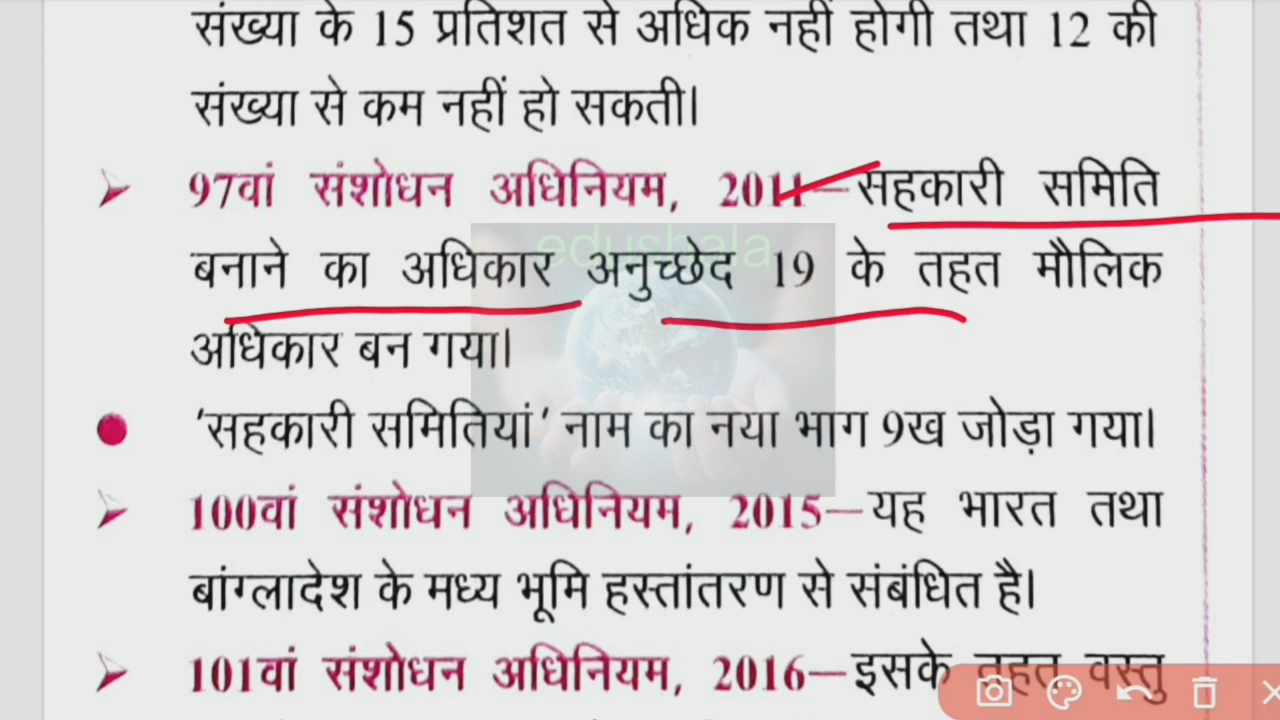 संख्या के 15 प्रतिशत से अधिक नहीं होगी तथा 12 की
संख्या से कम नहीं हो सकती।
97वां संशोधन अधिनियम, 2011—सहकारी समिति
edushala
बनाने का अधिकार अनुच्छेद 19 के तहत मौलिक
अधिकार बन गया।
‘सहकारी समितियां’ नाम का नया भाग 9ख जोड़ा गया।
100वां संशोधन अधिनियम, 2015—यह भारत तथा
बांग्लादेश के मध्य भूमि हस्तांतरण से संबंधित है।
101वां संशोधन अधिनियम, 2016—इसके तहत वस्तु